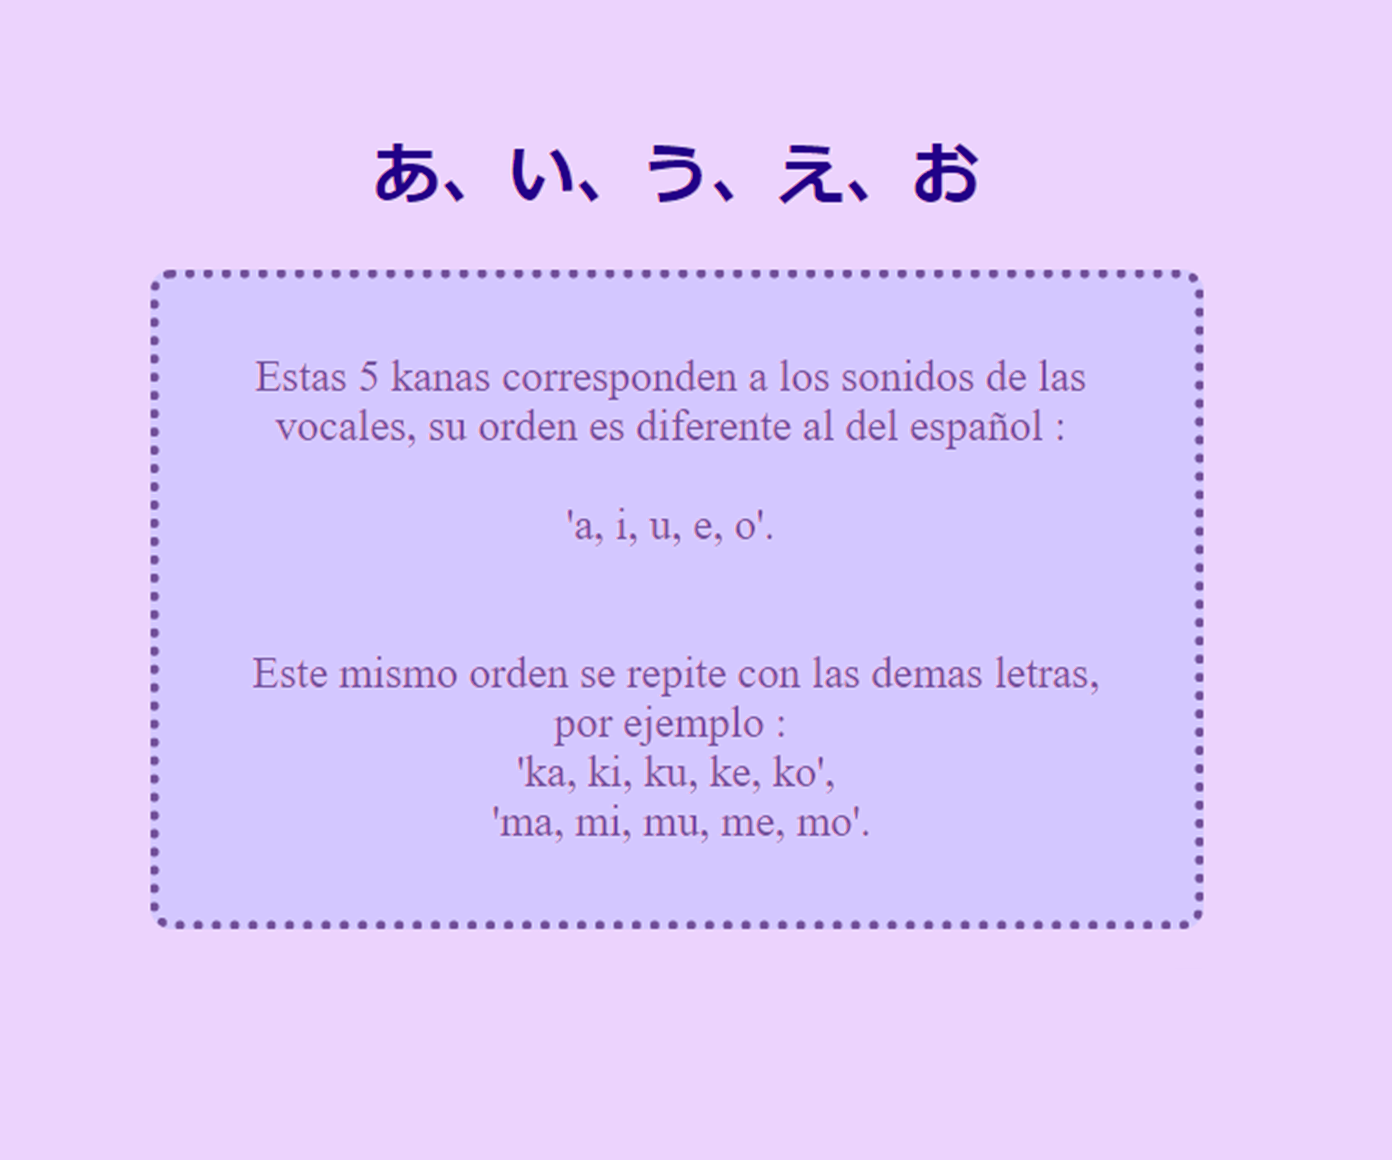 あ、い、う、え、お
Estas 5 kanas corresponden a los sonidos de las
vocales, su orden es diferente al del español :
'a, i, u, e, o'.
Este mismo orden se repite con las demas letras,
por ejemplo :
'ka, ki, ku, ke, ko',
'ma, mi, mu, me, mo'.